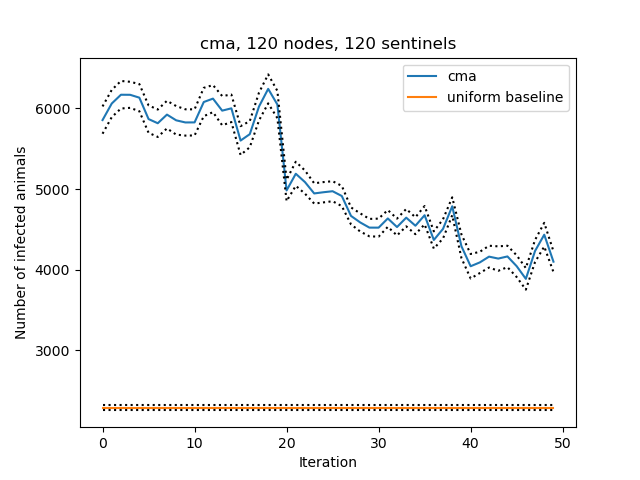 cma, 120 nodes, 120 sentinels
cma
uniform baseline
6000
5000
4000
3000
Number of infected animals
0 10 20 30 40 50
Iteration